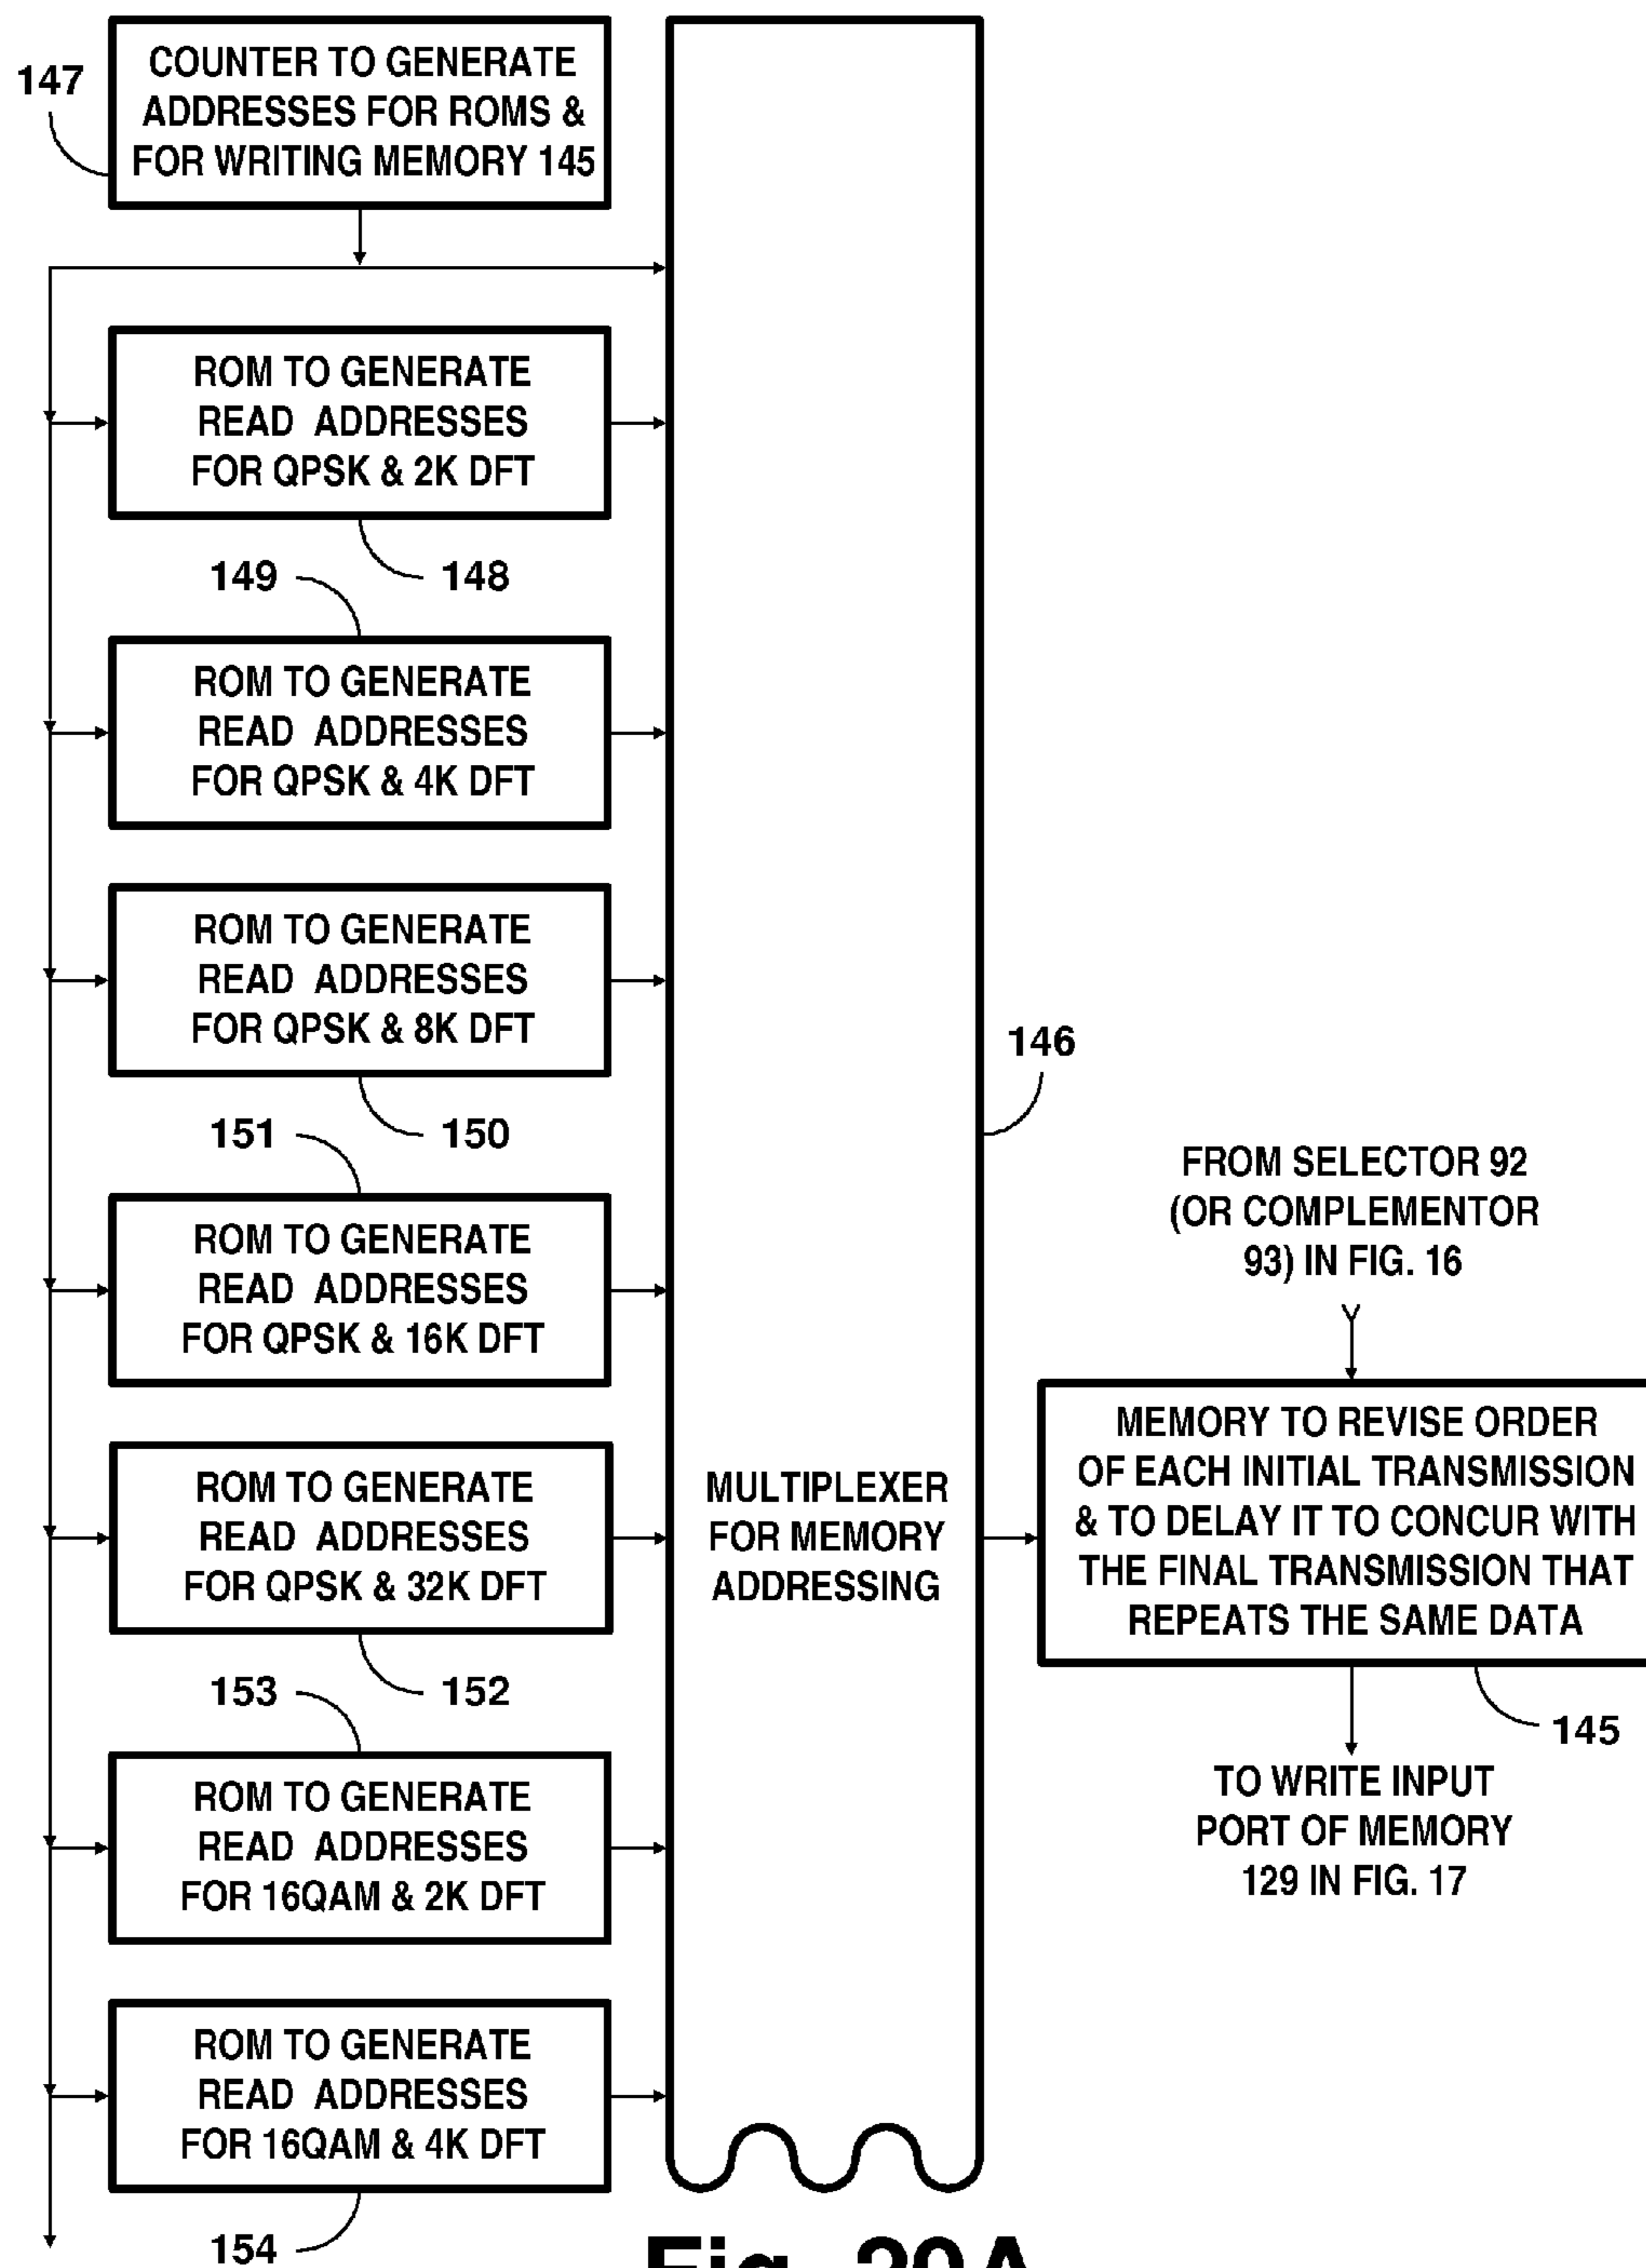 COUNTER TO GENERATE
ADDRESSES FOR ROMS &
FOR WRITING MEMORY 145
147
ROM TO GENERATE
READ ADDRESSES
FOR QPSK & 2K DFT
148
149
ROM TO GENERATE
READ ADDRESSES
FOR QPSK & 4K DFT
ROM TO GENERATE
READ ADDRESSES
FOR QPSK & 8K DFT
150
151
ROM TO GENERATE
READ ADDRESSES
FOR QPSK & 16K DFT
ROM TO GENERATE
READ ADDRESSES
FOR QPSK & 32K DFT
152
153
ROM TO GENERATE
READ ADDRESSES
FOR 16QAM & 2K DFT
ROM TO GENERATE
READ ADDRESSES
FOR 16QAM & 4K DFT
154
MULTIPLEXER
FOR MEMORY
ADDRESSING
146
FROM SELECTOR 92
(OR COMPLEMENTOR
93) IN FIG. 16
MEMORY TO REVISE ORDER
OF EACH INITIAL TRANSMISSION
& TO DELAY IT TO CONCUR WITH
THE FINAL TRANSMISSION THAT
REPEATS THE SAME DATA
145
TO WRITE INPUT
PORT OF MEMORY
129 IN FIG. 17
Fig. 20A